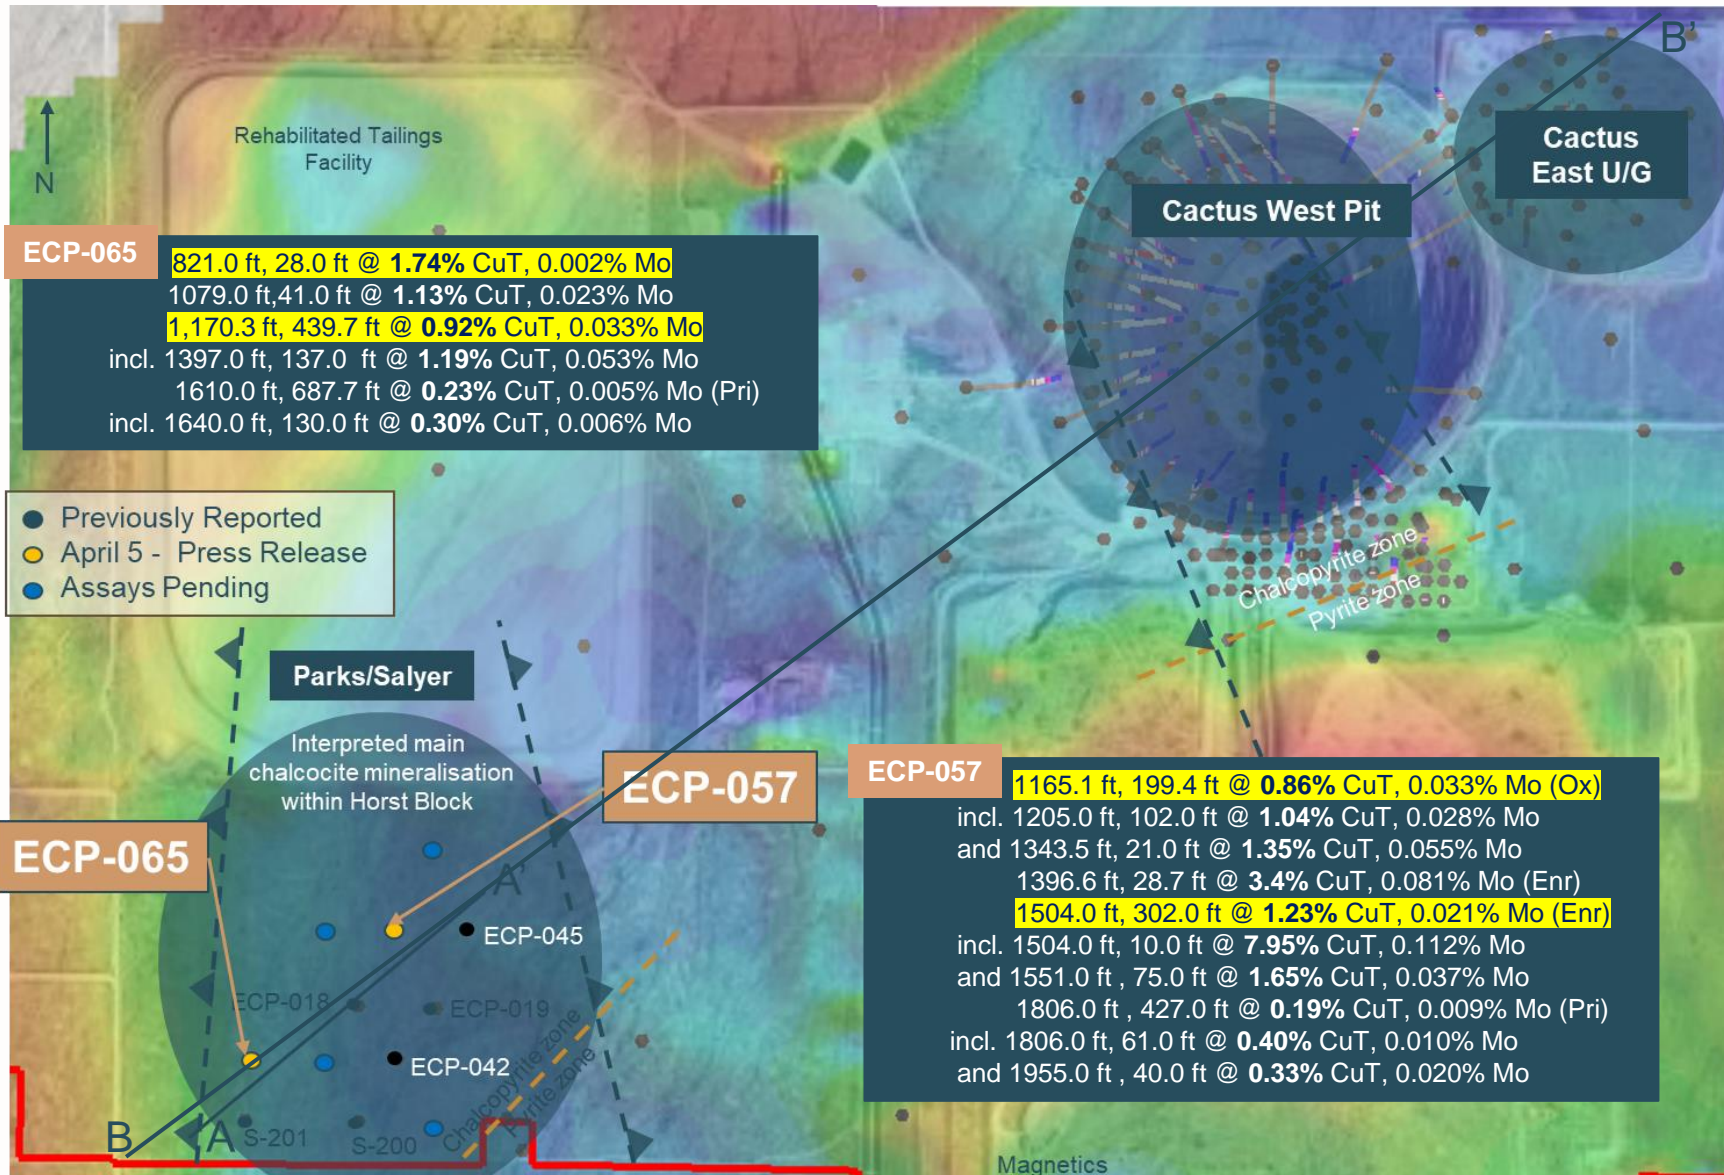 B'
N
Rehabilitated Tailings
Facility
Cactus
East U/G
Cactus West Pit
ECP-065
821.0 ft, 28.0 ft @ 1.74% CuT, 0.002% Mo
1079.0 ft,41.0 ft @ 1.13% CuT, 0.023% Mo
1,170.3 ft, 439.7 ft @ 0.92% CuT, 0.033% Mo
incl. 1397.0 ft, 137.0 ft @ 1.19% CuT, 0.053% Mo
1610.0 ft, 687.7 ft @ 0.23% CuT, 0.005% Mo (Pri)
incl. 1640.0 ft, 130.0 ft @ 0.30% CuT, 0.006% Mo
Previously Reported
April 5 - Press Release
Assays Pending
Chalcopyrite zone
Pyrite zone
Parks/Salyer
Interpreted main
chalcocite mineralisation
within Horst Block
ECP-057
ECP-065
ECP-057
1165.1 ft, 199.4 ft @ 0.86% CuT, 0.033% Mo (Ox)
incl. 1205.0 ft, 102.0 ft @ 1.04% CuT, 0.028% Mo
and 1343.5 ft, 21.0 ft @ 1.35% CuT, 0.055% Mo
1396.6 ft, 28.7 ft @ 3.4% CuT, 0.081% Mo (Enr)
1504.0 ft, 302.0 ft @ 1.23% CuT, 0.021% Mo (Enr)
incl. 1504.0 ft, 10.0 ft @ 7.95% CuT, 0.112% Mo
and 1551.0 ft , 75.0 ft @ 1.65% CuT, 0.037% Mo
1806.0 ft , 427.0 ft @ 0.19% CuT, 0.009% Mo (Pri)
incl. 1806.0 ft, 61.0 ft @ 0.40% CuT, 0.010% Mo
and 1955.0 ft , 40.0 ft @ 0.33% CuT, 0.020% Mo
A'
ECP-045
ECP-018
ECP-019
ECP-042
Chalcopyrite zone
Pyrite zone
B
A
S-201
S-200
Magnetics